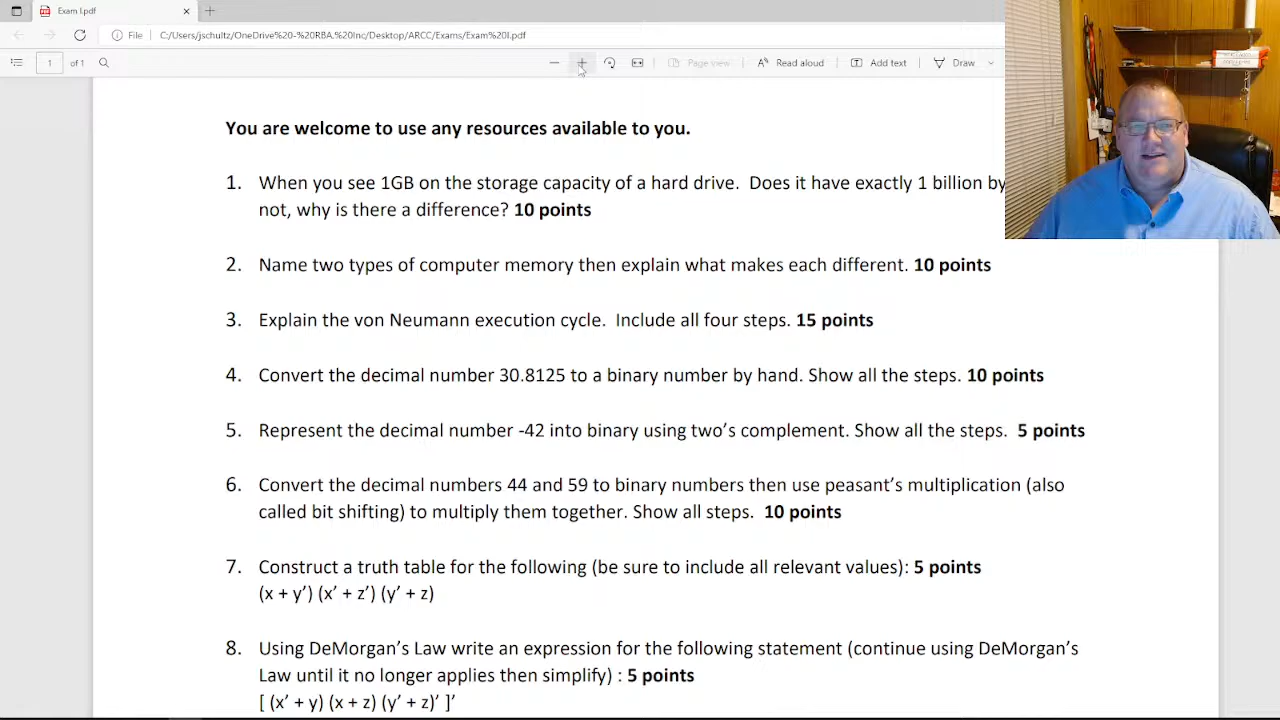 Exam I.pdf
File
C:/Users/jschultz/OneDrive%20-%20RBA,%20Inc/Desktop/ARCC/Exams/Exam%20I.pdf
1 of 1
Page view
Read aloud
Add text
Draw
You are welcome to use any resources available to you.
1. When you see 1GB on the storage capacity of a hard drive. Does it have exactly 1 billion by
not, why is there a difference? 10 points
2. Name two types of computer memory then explain what makes each different. 10 points
3. Explain the von Neumann execution cycle. Include all four steps. 15 points
4. Convert the decimal number 30.8125 to a binary number by hand. Show all the steps. 10 points
5. Represent the decimal number -42 into binary using two’s complement. Show all the steps. 5 points
6. Convert the decimal numbers 44 and 59 to binary numbers then use peasant’s multiplication (also
called bit shifting) to multiply them together. Show all steps. 10 points
7. Construct a truth table for the following (be sure to include all relevant values): 5 points
(x + y’) (x’ + z’) (y’ + z)
8. Using DeMorgan’s Law write an expression for the following statement (continue using DeMorgan’s
Law until it no longer applies then simplify) : 5 points
[ (x’ + y) (x + z) (y’ + z)’ ]’